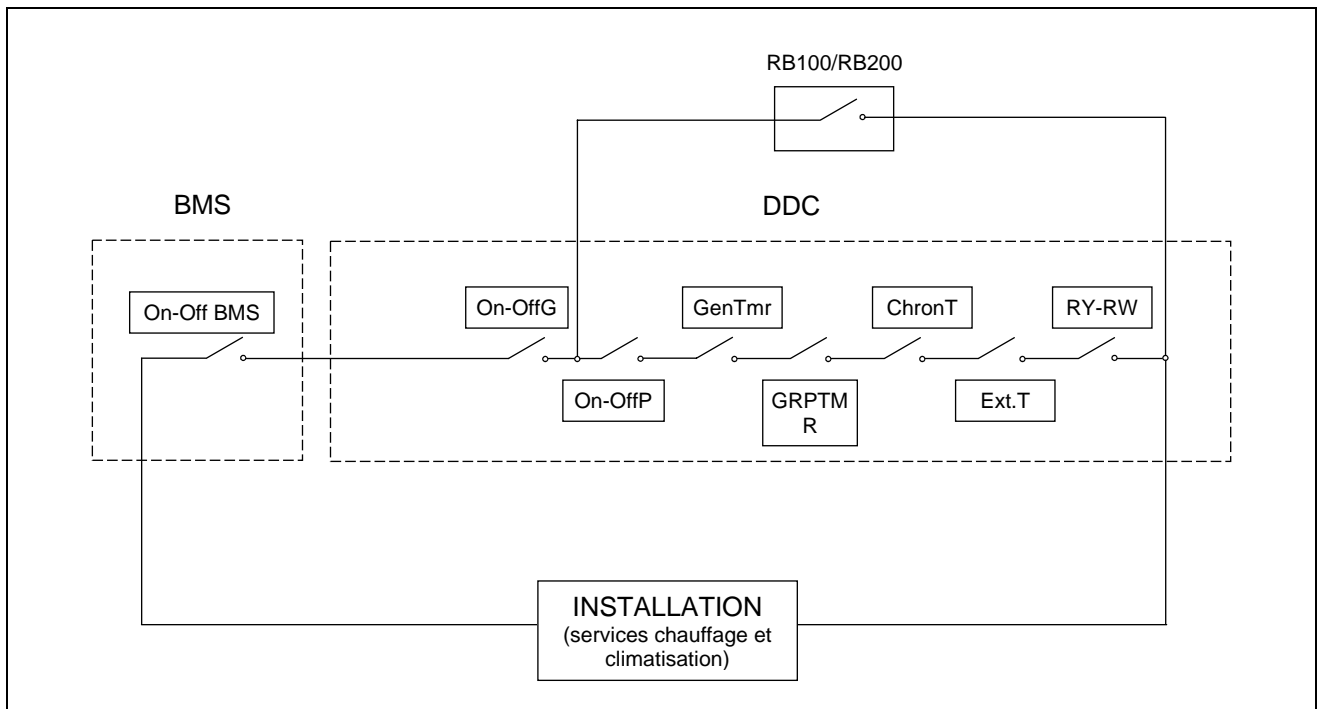 RB100/RB200
BMS
DDC
On-Off BMS
On-OffG
GenTmr
ChronT
RY-RW
On-OffP
GRPTM
R
Ext.T
INSTALLATION
(services chauffage et
climatisation)